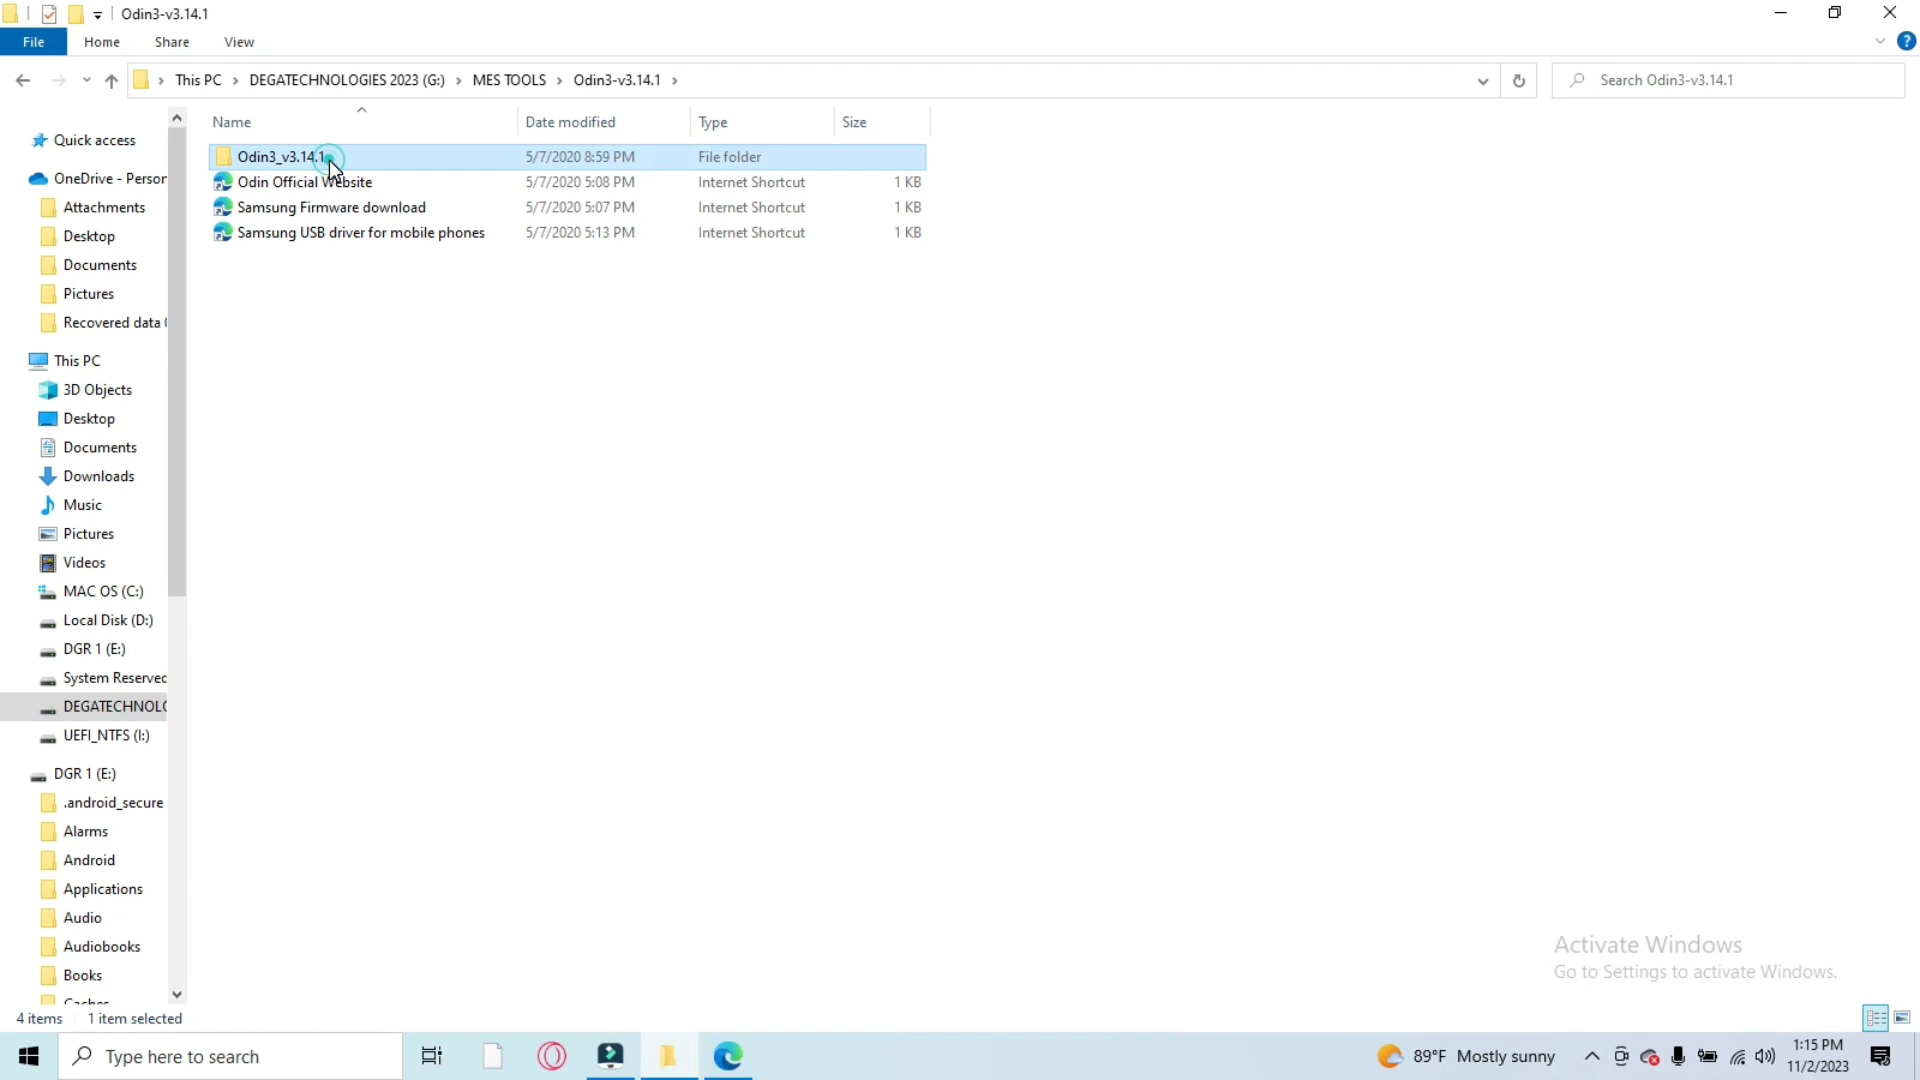 Odin3-v3.14.1
File Home Share View
This PC DEGATECHNOLOGIES 2023 (G:) MES TOOLS Odin3-v3.14.1 Search Odin3-v3.14.1
Name Date modified Type Size
Odin3_v3.14.1 5/7/2020 8:59 PM File folder
Odin Official Website 5/7/2020 5:08 PM Internet Shortcut 1 KB
Samsung Firmware download 5/7/2020 5:07 PM Internet Shortcut 1 KB
Samsung USB driver for mobile phones 5/7/2020 5:13 PM Internet Shortcut 1 KB
Quick access
OneDrive - Person
Attachments
Desktop
Documents
Pictures
Recovered data
This PC
3D Objects
Desktop
Documents
Downloads
Music
Pictures
Videos
MAC OS (C:)
Local Disk (D:)
DGR 1 (E:)
System Reserved
DEGATECHNOLO
UEFI_NTFS (I:)
DGR 1 (E:)
.android_secure
Alarms
Android
Applications
Audio
Audiobooks
Books
Caches
Activate Windows
Go to Settings to activate Windows.
4 items 1 item selected
Type here to search
89°F Mostly sunny
1:15 PM
11/2/2023